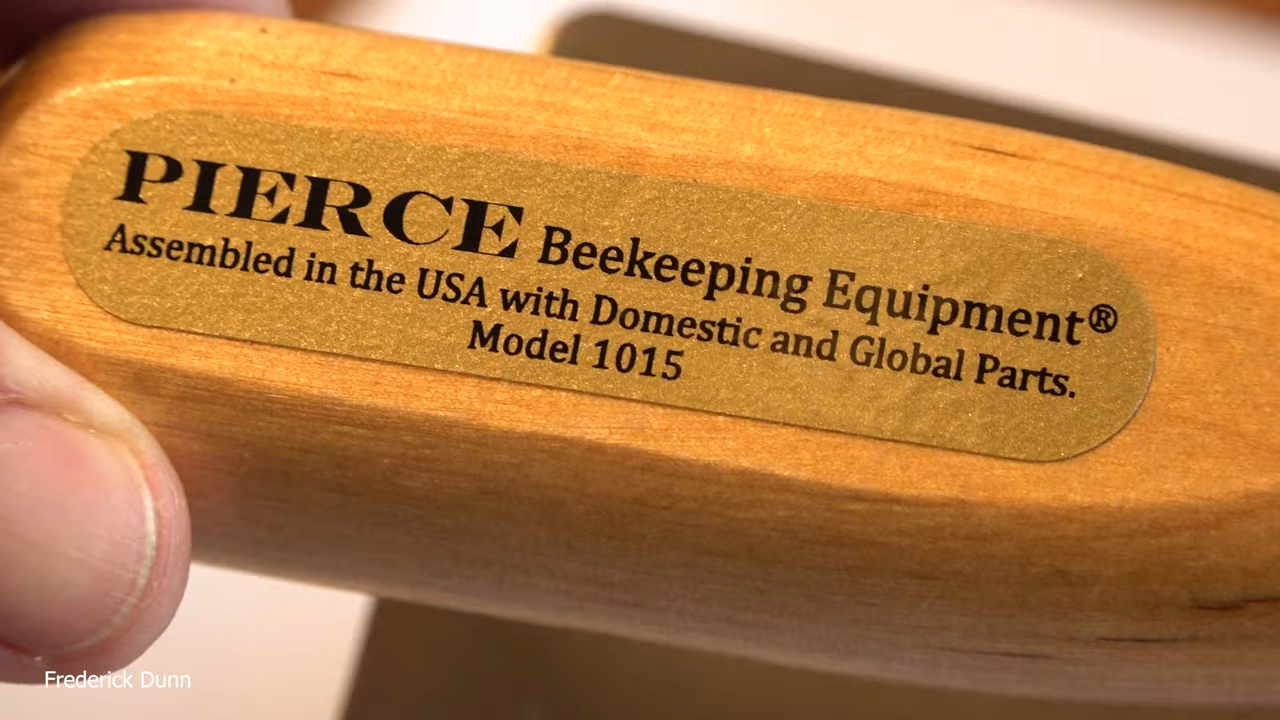 PIERCE Beekeeping Equipment®
Assembled in the USA with Domestic and Global Parts.
Model 1015
Frederick Dunn